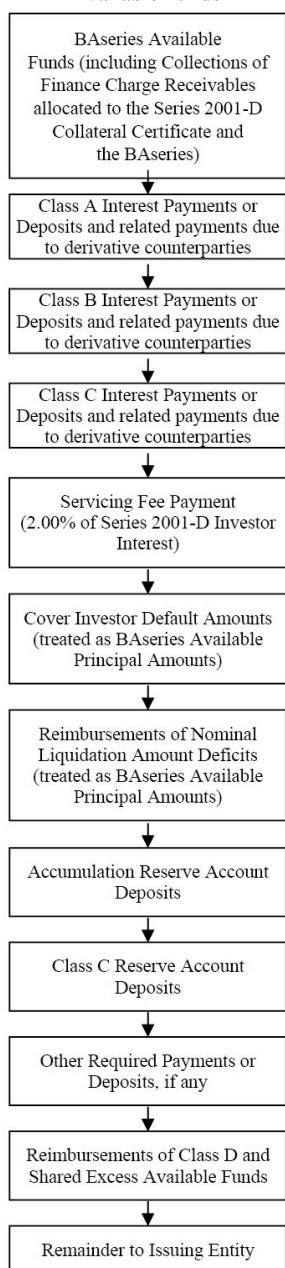 BAseries Available
Funds (including Collections of
Finance Charge Receivables
allocated to the Series 2001-D
Collateral Certificate and
the BAseries)
Class A Interest Payments or
Deposits and related payments due
to derivative counterparties
Class B Interest Payments or
Deposits and related payments due
to derivative counterparties
Class C Interest Payments or
Deposits and related payments due
to derivative counterparties
Servicing Fee Payment
(2.00% of Series 2001-D Investor
Interest)
Cover Investor Default Amounts
(treated as BAseries Available
Principal Amounts)
Reimbursements of Nominal
Liquidation Amount Deficits
(treated as BAseries Available
Principal Amounts)
Accumulation Reserve Account
Deposits
Class C Reserve Account
Deposits
Other Required Payments or
Deposits, if any
Reimbursements of Class D and
Shared Excess Available Funds
Remainder to Issuing Entity